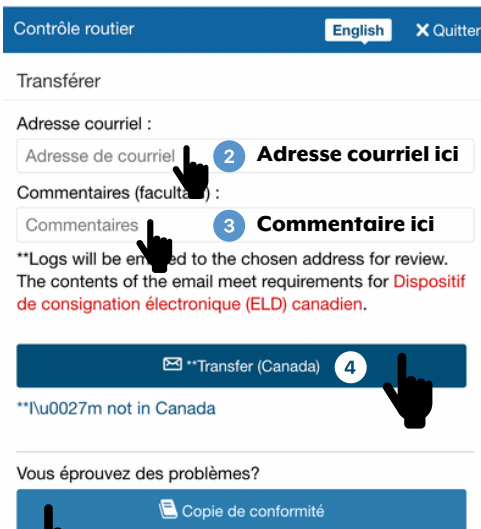 Contrôle routier English X Quitter
Transférer
Adresse courriel :
Adresse de courriel 2 Adresse courriel ici
Commentaires (facultatif) :
Commentaires 3 Commentaire ici
**Logs will be emailed to the chosen address for review.
The contents of the email meet requirements for Dispositif
de consignation électronique (ELD) canadien.
**Transfer (Canada) 4
**I\u0027m not in Canada
Vous éprouvez des problèmes?
Copie de conformité